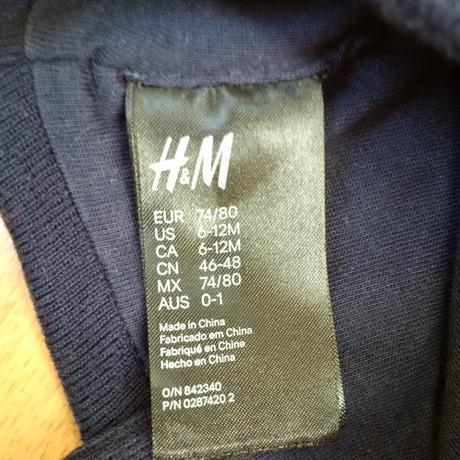 H&M
EUR 74/80
US 6-12M
CA 6-12M
CN 46-48
MX 74/80
AUS 0-1
Made in China
Fabricado em China
Fabriqué en Chine
Hecho en China
O/N 842340
P/N 0287420 2